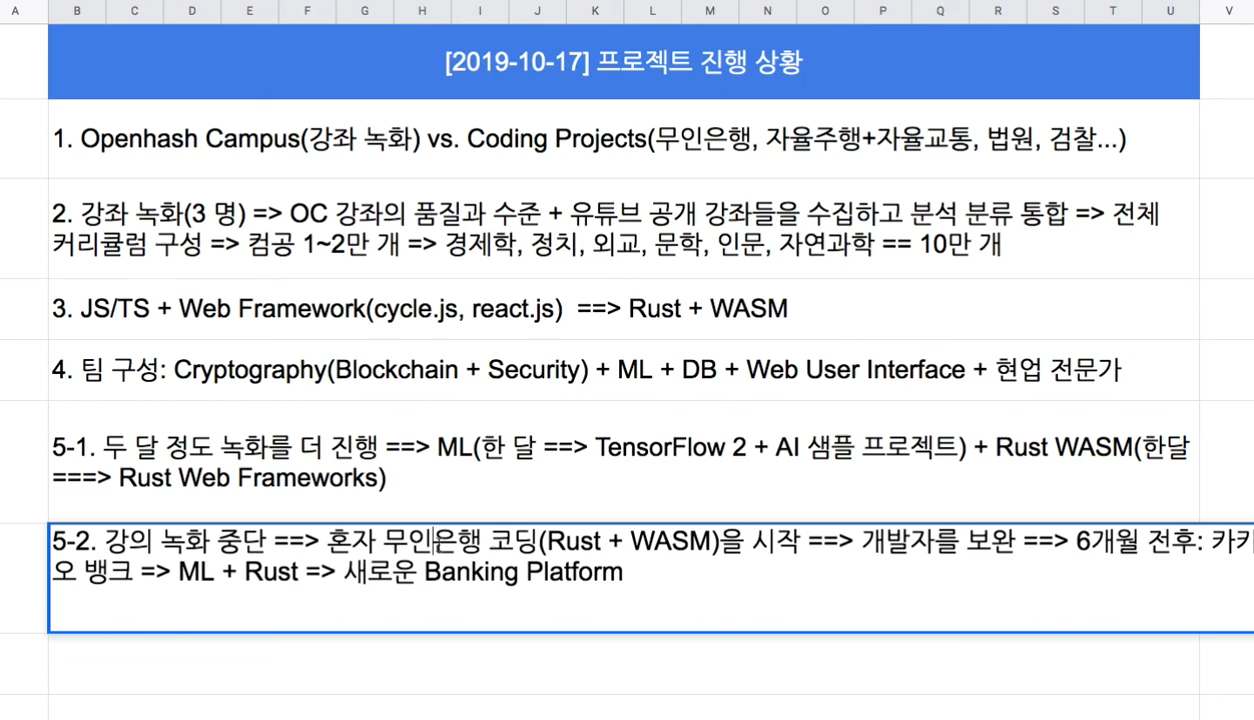 A B C D E F G H I J K L M N O P Q R S T U V
[2019-10-17] 프로젝트 진행 상황
1. Openhash Campus(강좌 녹화) vs. Coding Projects(무인은행, 자율주행+자율교통, 법원, 검찰...)
2. 강좌 녹화(3 명) => OC 강좌의 품질과 수준 + 유튜브 공개 강좌들을 수집하고 분석 분류 통합 => 전체
커리큘럼 구성 => 컴공 1~2만 개 => 경제학, 정치, 외교, 문학, 인문, 자연과학 == 10만 개
3. JS/TS + Web Framework(cycle.js, react.js) ==> Rust + WASM
4. 팀 구성: Cryptography(Blockchain + Security) + ML + DB + Web User Interface + 현업 전문가
5-1. 두 달 정도 녹화를 더 진행 ==> ML(한 달 ==> TensorFlow 2 + AI 샘플 프로젝트) + Rust WASM(한달
===> Rust Web Frameworks)
5-2. 강의 녹화 중단 ==> 혼자 무인은행 코딩(Rust + WASM)을 시작 ==> 개발자를 보완 ==> 6개월 전후: 카카
오 뱅크 => ML + Rust => 새로운 Banking Platform